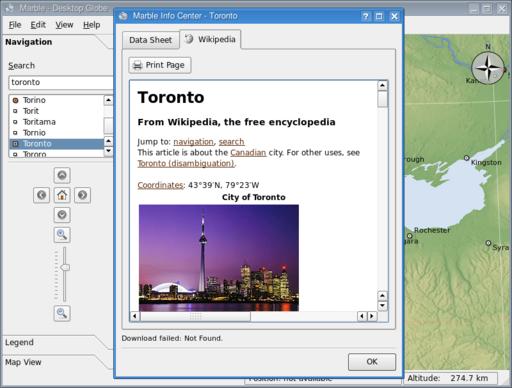 Marble - Desktop Globe
File Edit View Help
Navigation
Search
toronto
Torino
Torit
Toritama
Tornio
Toronto
Tororo
Legend
Map View
Marble Info Center - Toronto
Data Sheet
Wikipedia
Print Page
Toronto
From Wikipedia, the free encyclopedia
Jump to: navigation, search
This article is about the Canadian city. For other uses, see
Toronto (disambiguation).
Coordinates: 43°39′N, 79°23′W
City of Toronto
Download failed: Not Found.
OK
N
Kingston
Rochester
Position: not available
Altitude: 274.7 km